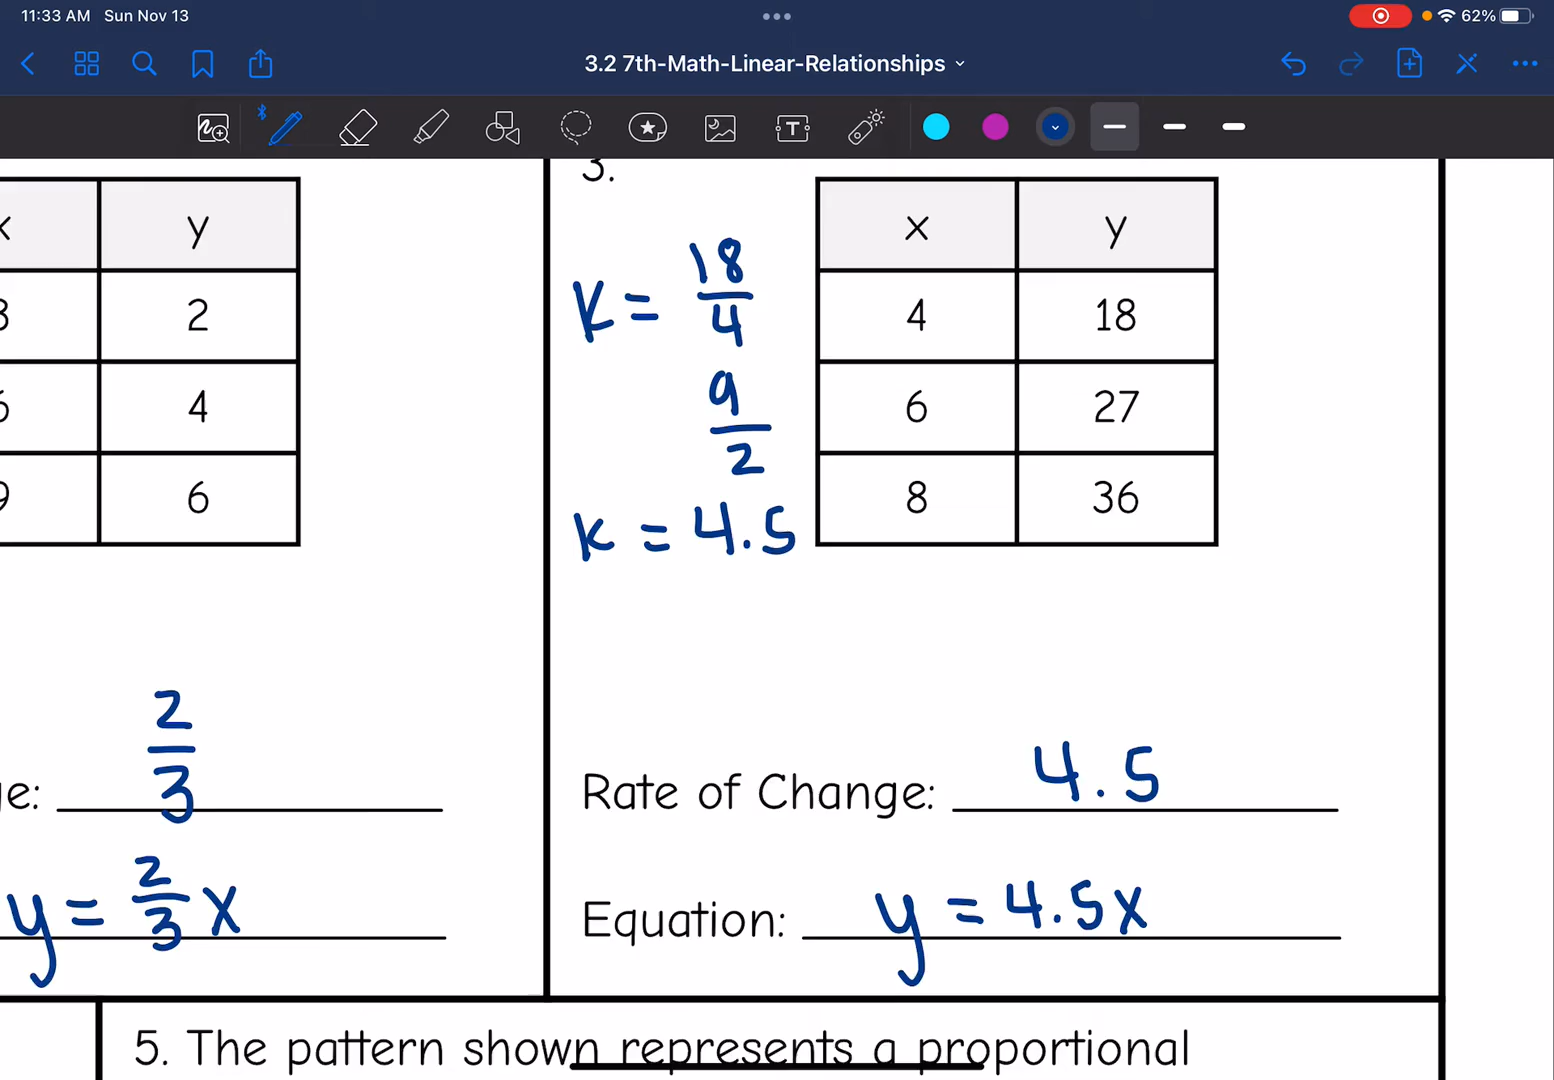 11:33 AM Sun Nov 13
62%
3.2 7th-Math-Linear-Relationships
T
y
2
4
6
2
3
e:
y = 2/3 x
3.
x y
4 18
6 27
8 36
K = 18/4
9/2
k = 4.5
Rate of Change: 4.5
Equation: y = 4.5x
5. The pattern shown represents a proportional